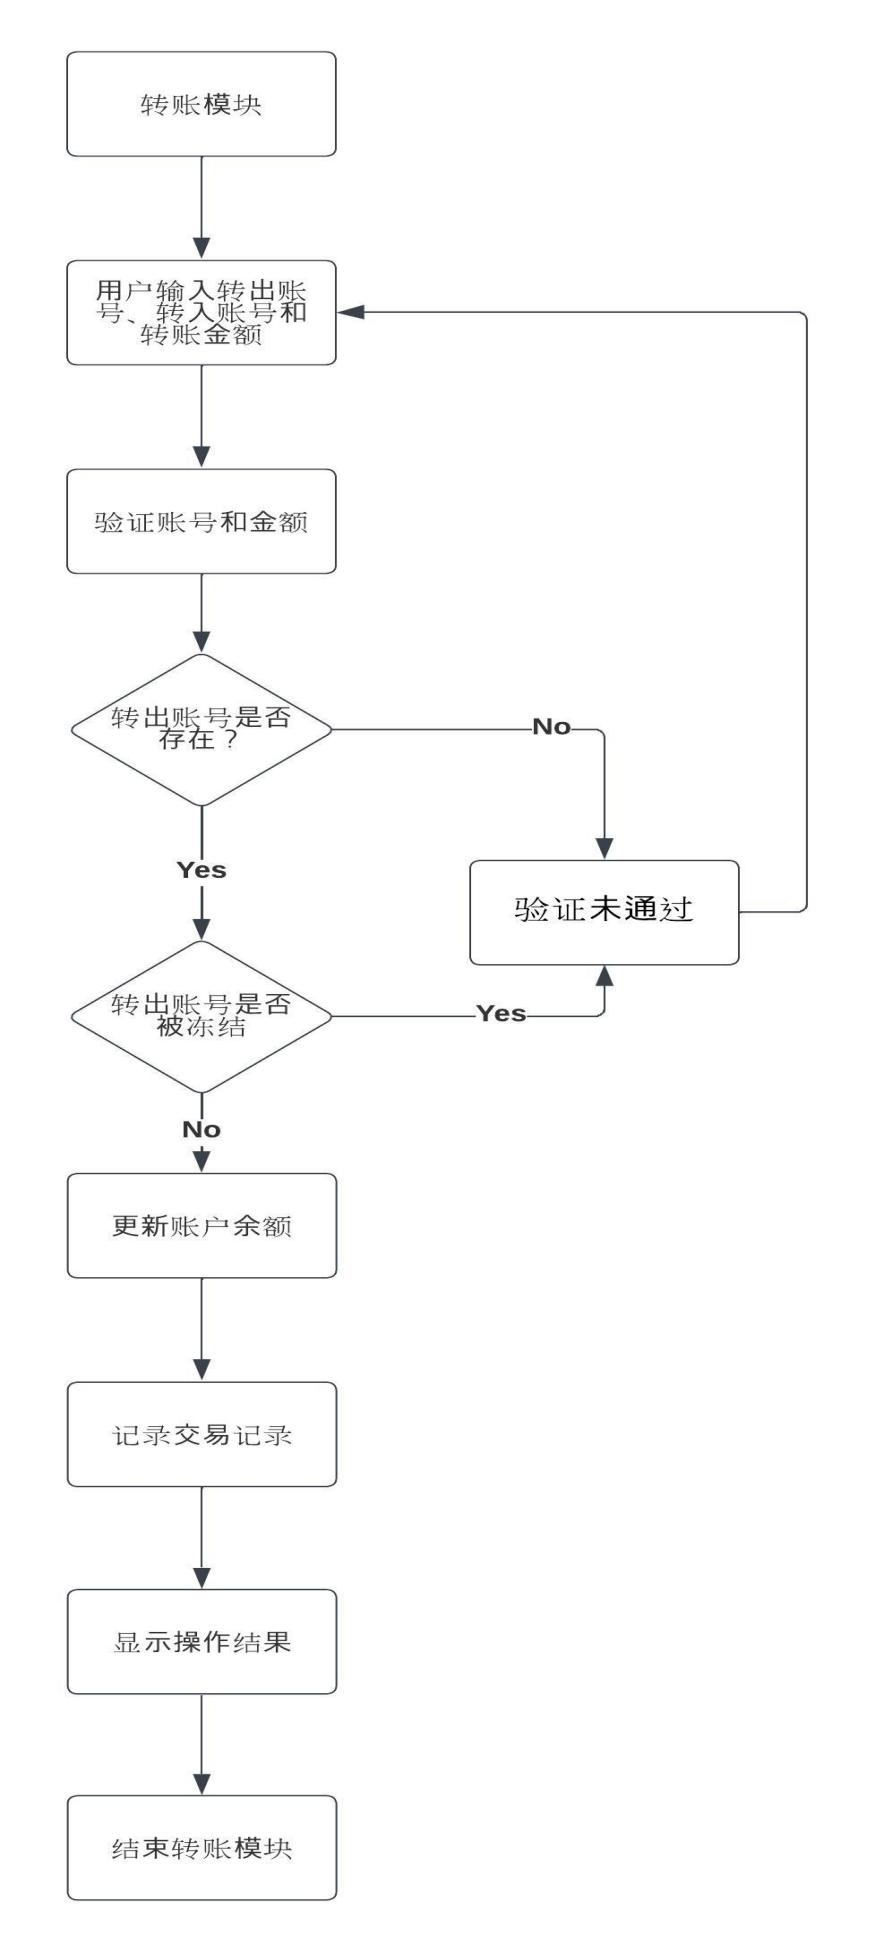 转账模块
用户输入转出账
号、转入账号和
转账金额
验证账号和金额
转出账号是否
存在？
No
Yes
验证未通过
转出账号是否
被冻结
Yes
No
更新账户余额
记录交易记录
显示操作结果
结束转账模块